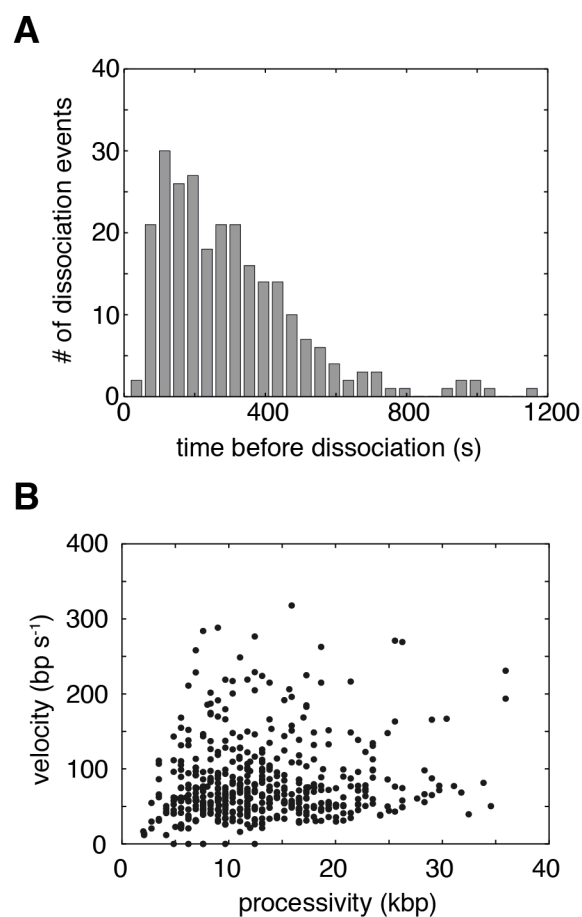 A
40
30
20
10
0
# of dissociation events
0 400 800 1200
time before dissociation (s)
B
400
300
200
100
0
velocity (bp s⁻¹)
0 10 20 30 40
processivity (kbp)